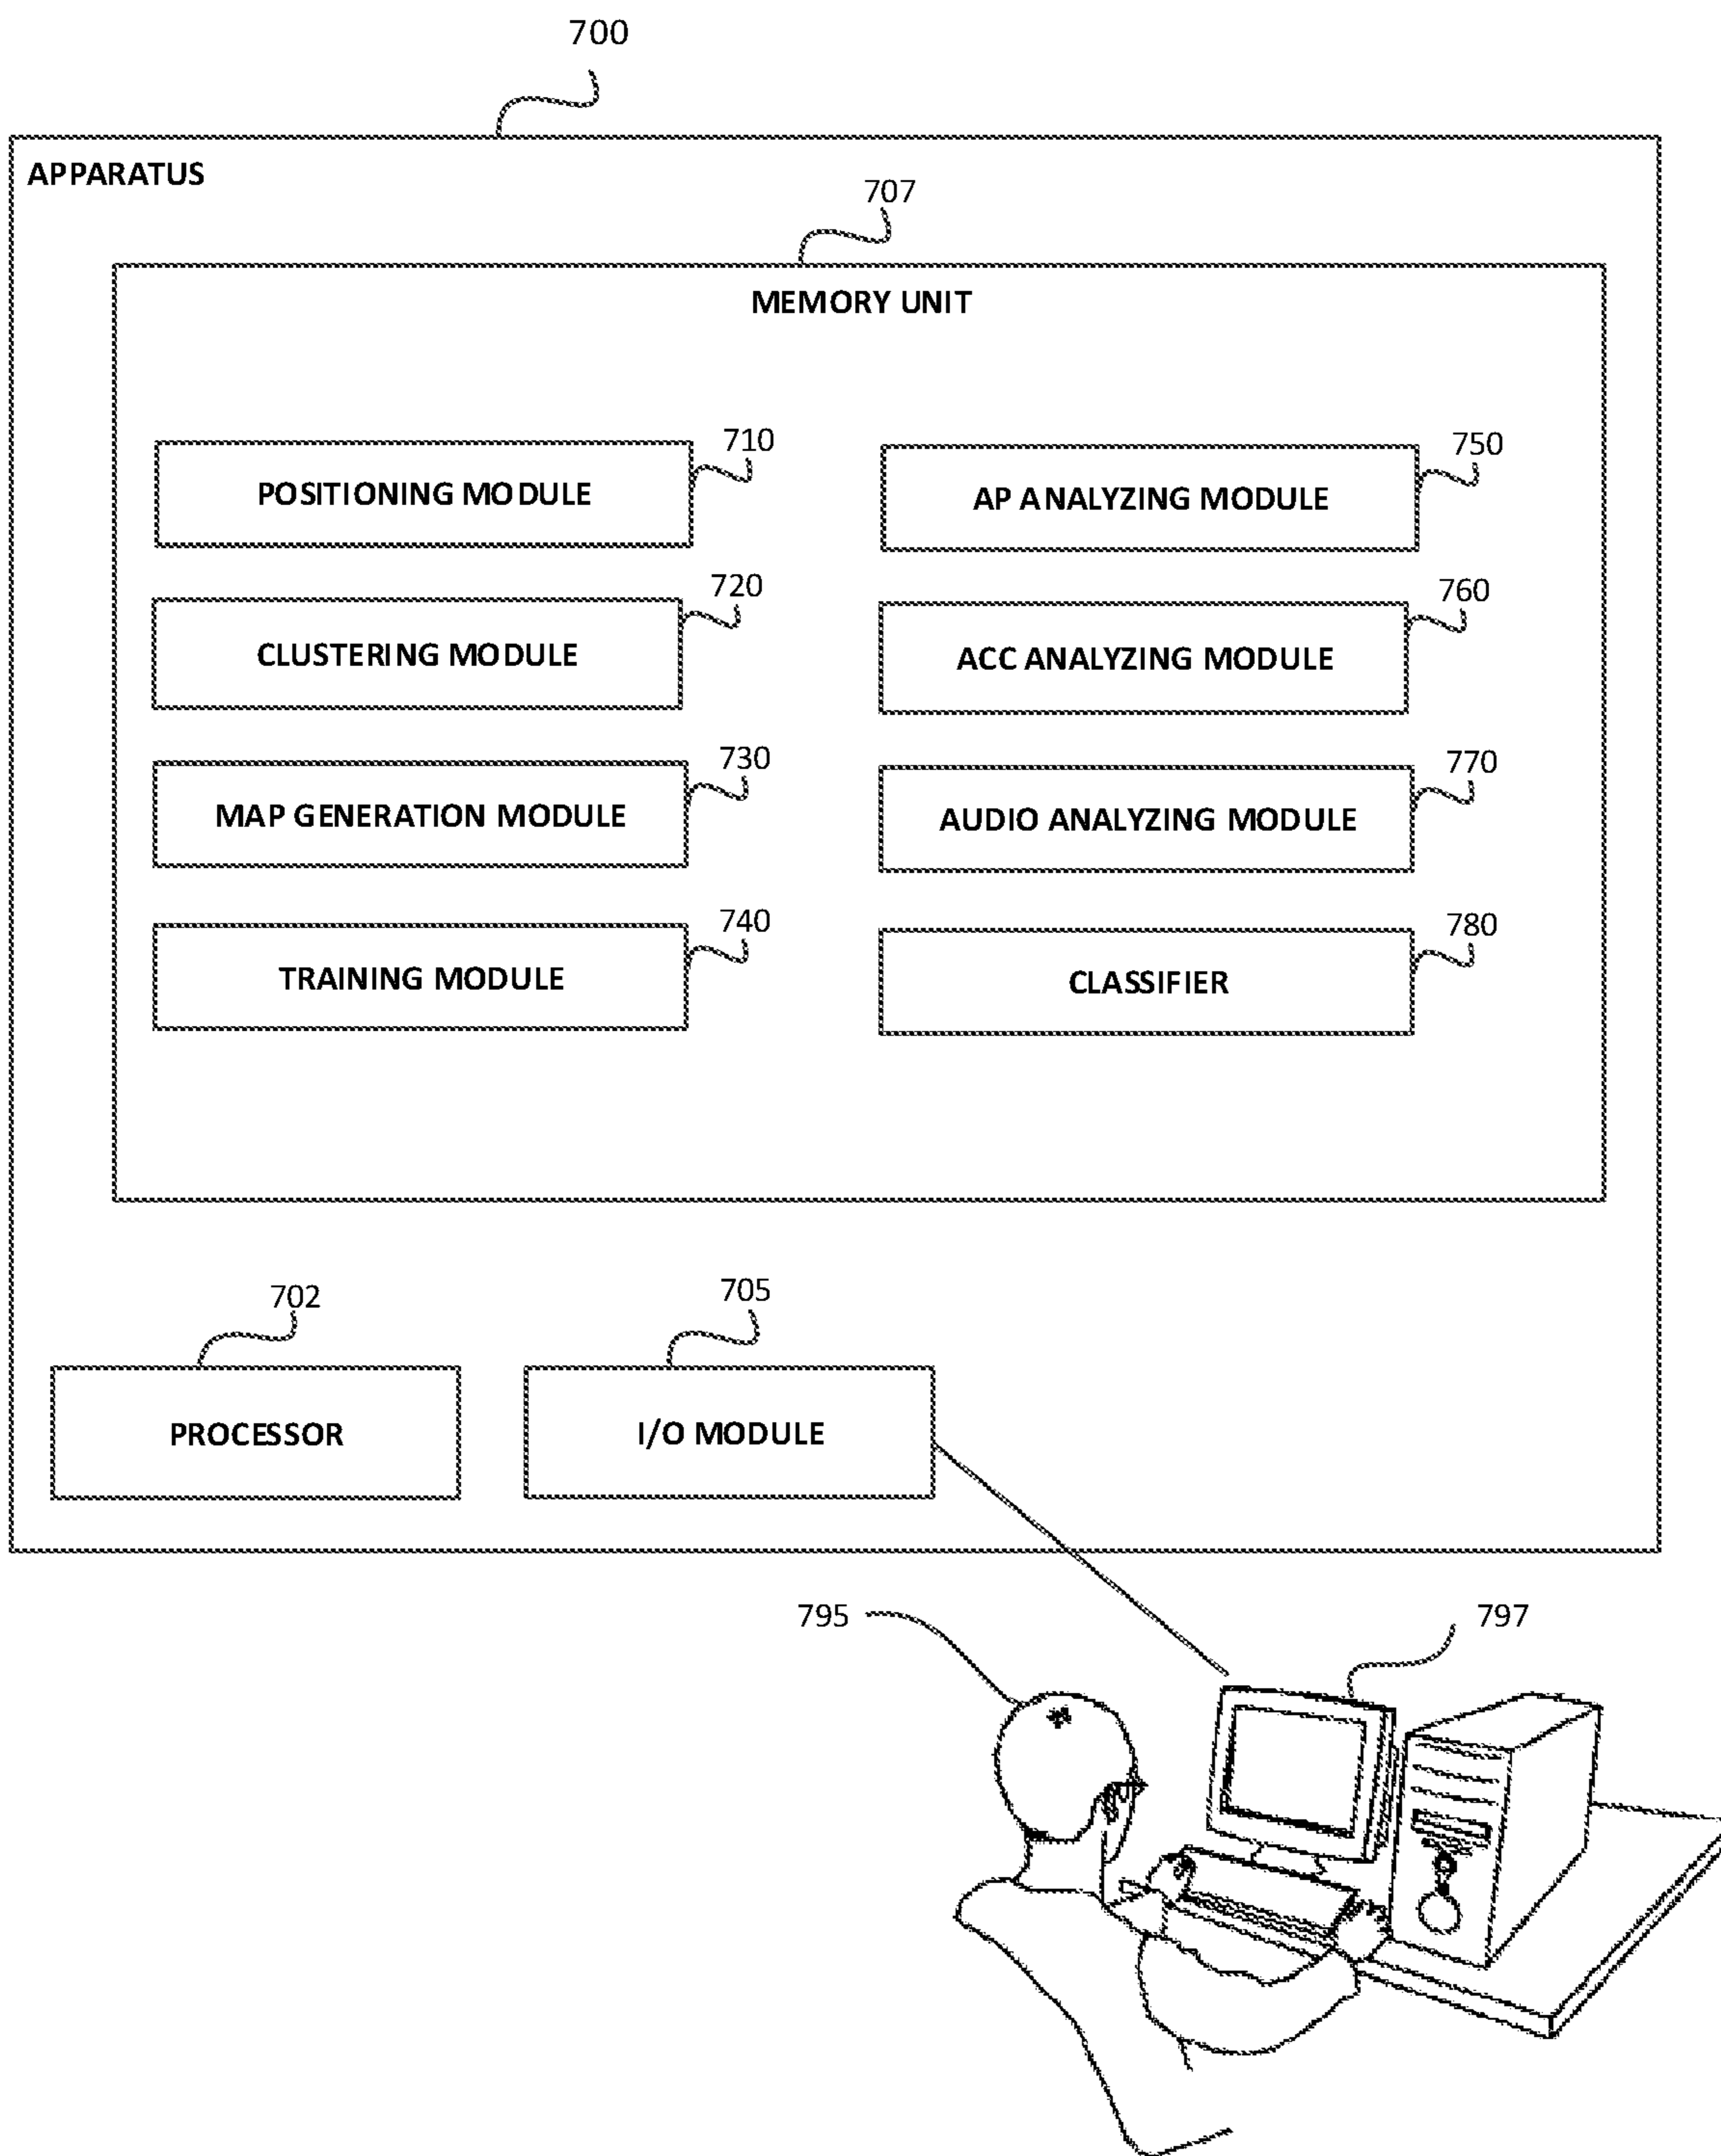 700
APPARATUS
707
MEMORY UNIT
710
POSITIONING MODULE
750
AP ANALYZING MODULE
720
CLUSTERING MODULE
760
ACC ANALYZING MODULE
730
MAP GENERATION MODULE
770
AUDIO ANALYZING MODULE
740
TRAINING MODULE
780
CLASSIFIER
702
PROCESSOR
705
I/O MODULE
795
797